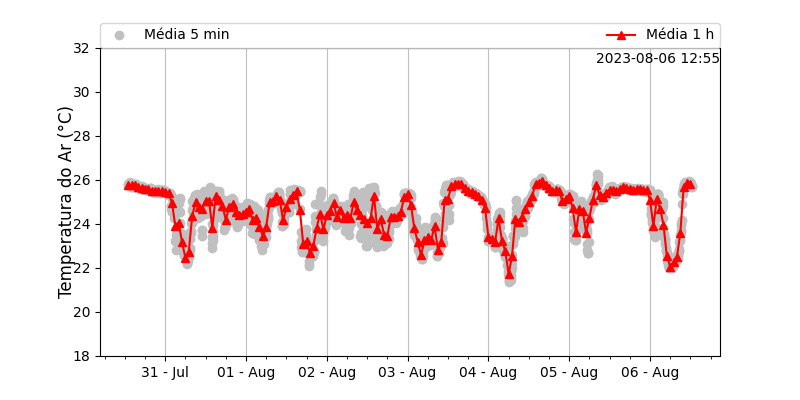 Média 5 min
Média 1 h
2023-08-06 12:55
Temperatura do Ar (°C)
32
30
28
26
24
22
20
18
31 - Jul
01 - Aug
02 - Aug
03 - Aug
04 - Aug
05 - Aug
06 - Aug